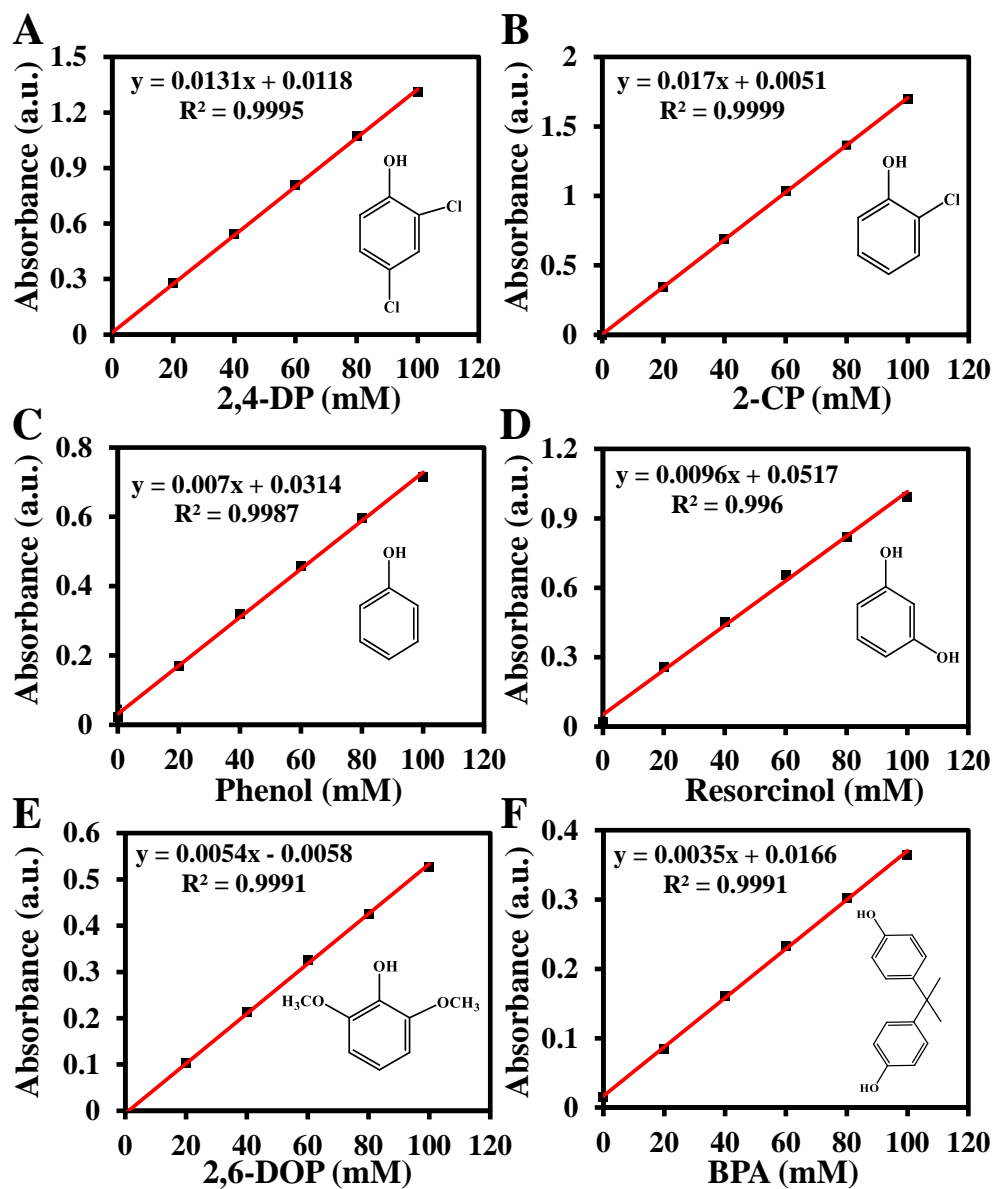 A
Absorbance (a.u.)
1.5
1.2
0.9
0.6
0.3
0
y = 0.0131x + 0.0118
R² = 0.9995
OH
Cl
Cl
0 20 40 60 80 100 120
2,4-DP (mM)
B
Absorbance (a.u.)
2
1.5
1
0.5
0
y = 0.017x + 0.0051
R² = 0.9999
OH
Cl
0 20 40 60 80 100 120
2-CP (mM)
C
Absorbance (a.u.)
0.8
0.6
0.4
0.2
0
y = 0.007x + 0.0314
R² = 0.9987
OH
0 20 40 60 80 100 120
Phenol (mM)
D
Absorbance (a.u.)
1.2
0.9
0.6
0.3
0
y = 0.0096x + 0.0517
R² = 0.996
OH
OH
0 20 40 60 80 100 120
Resorcinol (mM)
E
Absorbance (a.u.)
0.6
0.5
0.4
0.3
0.2
0.1
0
y = 0.0054x - 0.0058
R² = 0.9991
OH
H₃CO
OCH₃
0 20 40 60 80 100 120
2,6-DOP (mM)
F
Absorbance (a.u.)
0.4
0.3
0.2
0.1
0
y = 0.0035x + 0.0166
R² = 0.9991
HO
HO
0 20 40 60 80 100 120
BPA (mM)